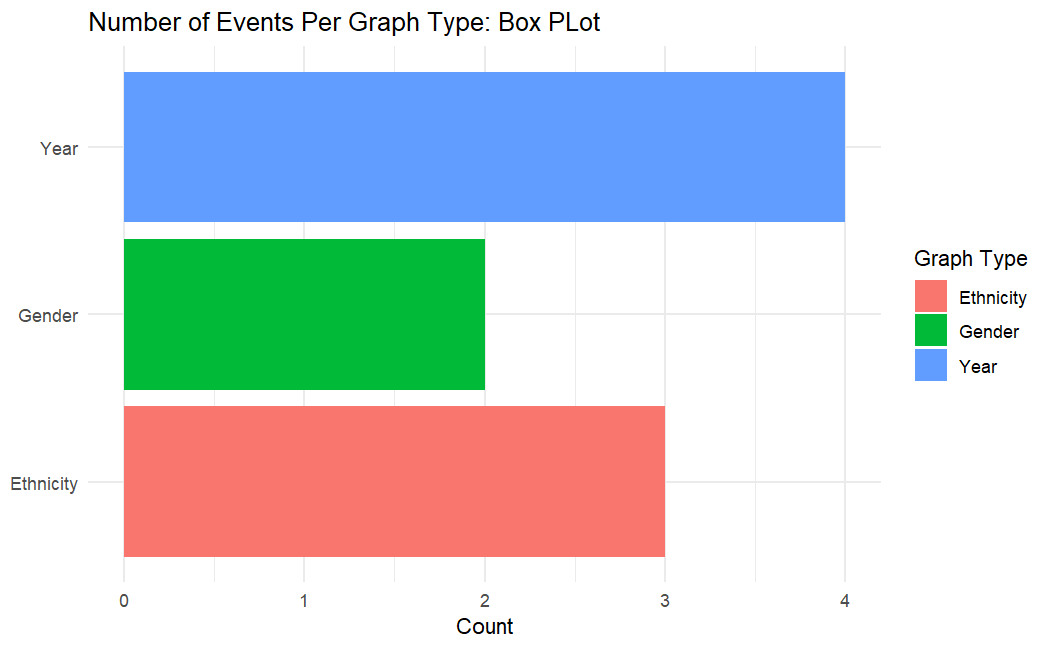 Number of Events Per Graph Type: Box PLot
Year
Gender
Ethnicity
0 1 2 3 4
Count
Graph Type
Ethnicity
Gender
Year